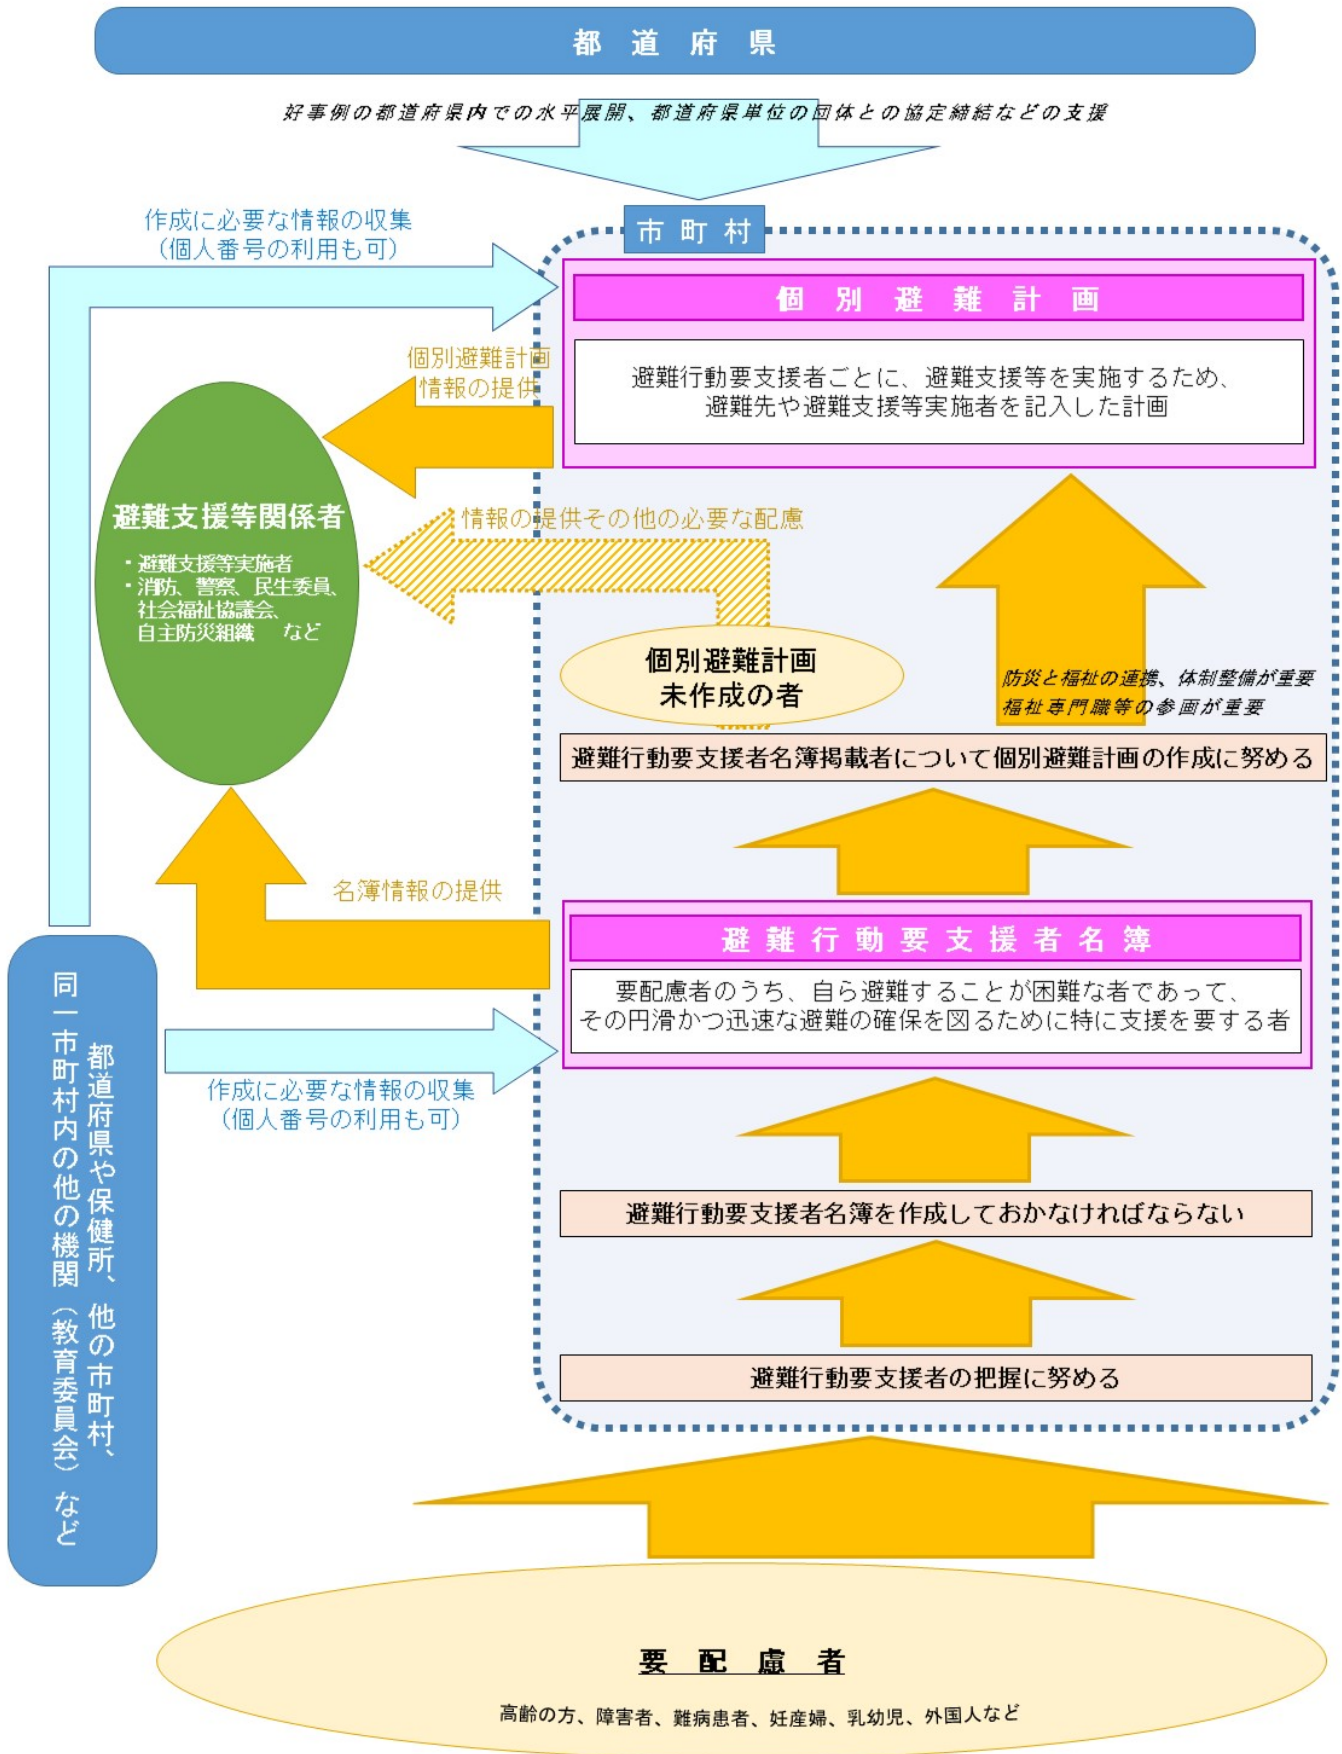 都道府県
好事例の都道府県内での水平展開、都道府県単位の団体との協定締結などの支援
市町村
作成に必要な情報の収集
（個人番号の利用も可）
個別避難計画
避難行動要支援者ごとに、避難支援等を実施するため、
避難先や避難支援等実施者を記入した計画
個別避難計画
情報の提供
避難支援等関係者
・避難支援等実施者
・消防、警察、民生委員、
社会福祉協議会、
自主防災組織　など
情報の提供その他の必要な配慮
個別避難計画
未作成の者
防災と福祉の連携、体制整備が重要
福祉専門職等の参画が重要
避難行動要支援者名簿掲載者について個別避難計画の作成に努める
名簿情報の提供
避難行動要支援者名簿
要配慮者のうち、自ら避難することが困難な者であって、
その円滑かつ迅速な避難の確保を図るために特に支援を要する者
作成に必要な情報の収集
（個人番号の利用も可）
都道府県や保健所、他の市町村、
同一市町村内の他の機関（教育委員会）など
避難行動要支援者名簿を作成しておかなければならない
避難行動要支援者の把握に努める
要配慮者
高齢の方、障害者、難病患者、妊産婦、乳幼児、外国人など